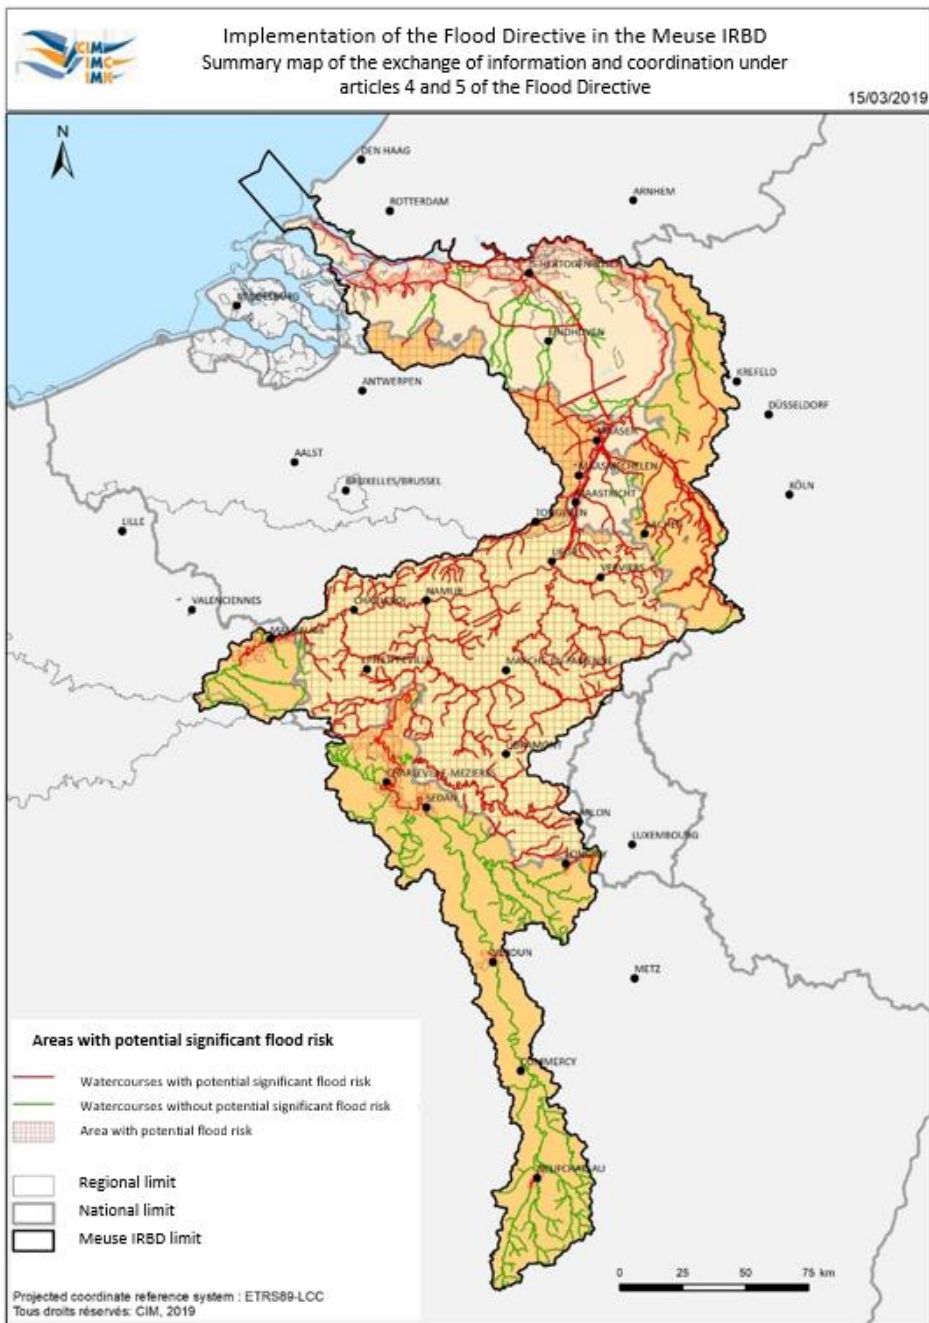 CIM
IMC
IMK
Implementation of the Flood Directive in the Meuse IRBD
Summary map of the exchange of information and coordination under
articles 4 and 5 of the Flood Directive
15/03/2019
N
DEN HAAG
ROTTERDAM
ARNHEM
EINDHOVEN
ANTWERPEN
KREFELD
DÜSSELDORF
AALST
BRUXELLES/BRUSSEL
KÖLN
LILLE
VALENCIENNES
NAMUR
VERVIERS
CHARLEVILLE-MEZIERES
SEDAN
LUXEMBOURG
VERDUN
METZ
COMMERCY
Areas with potential significant flood risk
Watercourses with potential significant flood risk
Watercourses without potential significant flood risk
Area with potential flood risk
Regional limit
National limit
Meuse IRBD limit
0 25 50 75 km
Projected coordinate reference system : ETRS89-LCC
Tous droits réservés: CIM, 2019